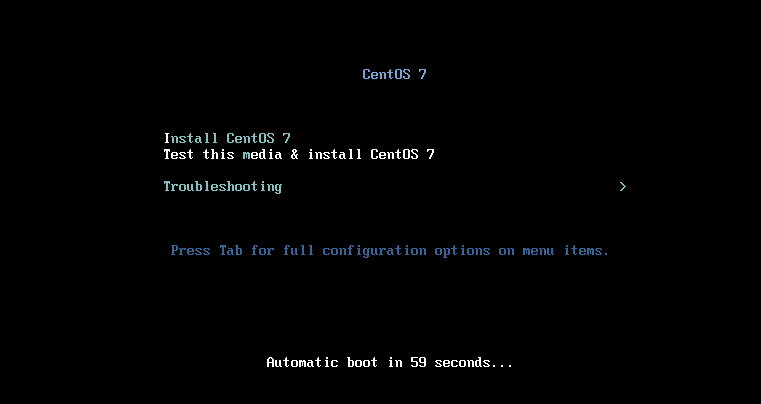 CentOS 7
Install CentOS 7
Test this media & install CentOS 7
Troubleshooting >
Press Tab for full configuration options on menu items.
Automatic boot in 59 seconds...